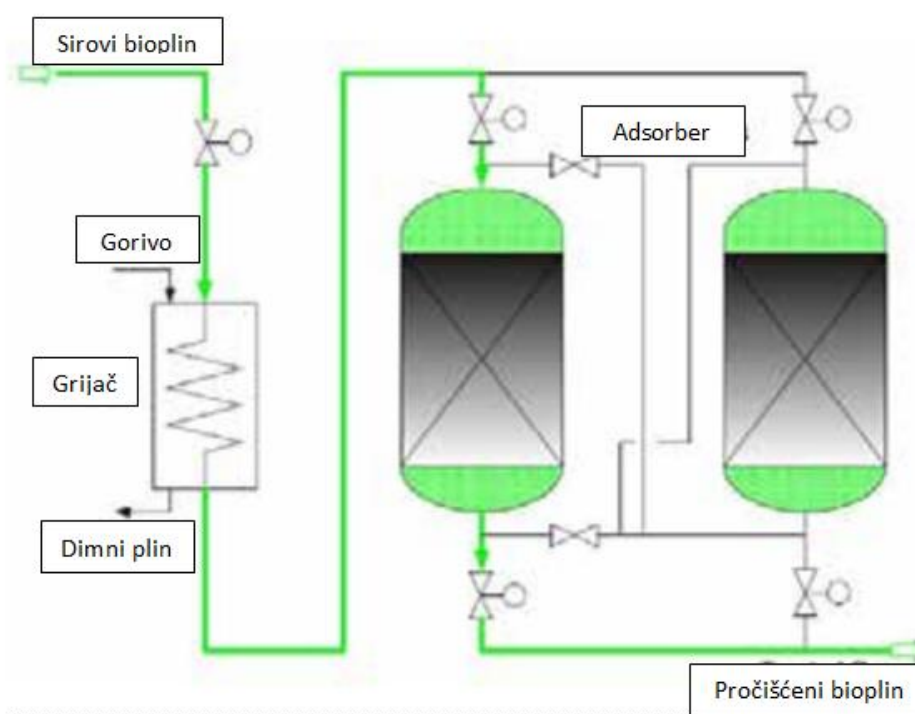 Sirovi bioplin
Adsorber
Gorivo
Grijač
Dimni plin
Pročišćeni bioplin